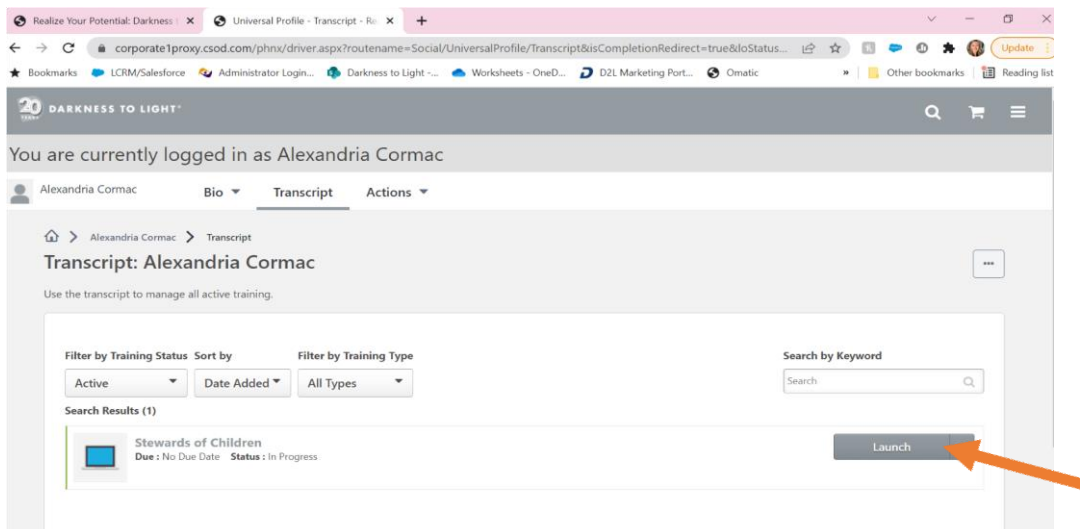 Realize Your Potential: Darkness
Universal Profile - Transcript - Re
corporate1proxy.csod.com/phnx/driver.aspx?routename=Social/UniversalProfile/Transcript&isCompletionRedirect=true&loStatus...
Update
Bookmarks LCRM/Salesforce Administrator Login... Darkness to Light -... Worksheets - OneD... D2L Marketing Port... Omatic » Other bookmarks Reading list
20 YEARS DARKNESS TO LIGHT
You are currently logged in as Alexandria Cormac
Alexandria Cormac Bio Transcript Actions
Alexandria Cormac > Transcript
Transcript: Alexandria Cormac
...
Use the transcript to manage all active training.
Filter by Training Status Sort by Filter by Training Type Search by Keyword
Active Date Added All Types Search
Search Results (1)
Stewards of Children
Due : No Due Date Status : In Progress
Launch